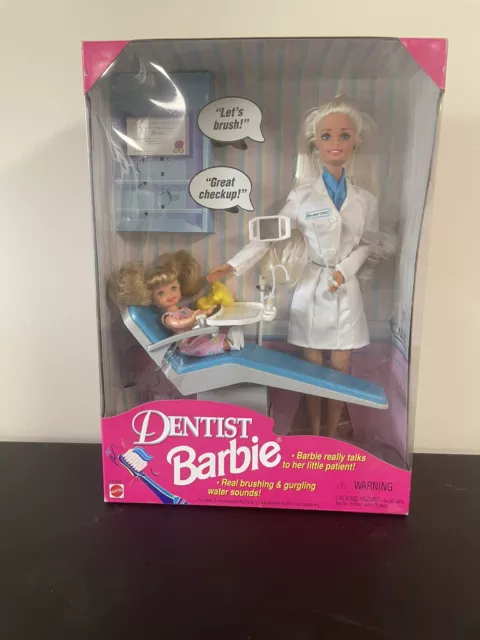 "Let's
brush!"
"Great
checkup!"
DENTIST
Barbie®
• Barbie really talks
to her little patient!
• Real brushing & gurgling
water sounds!
WARNING:
CHOKING HAZARD
MATTEL